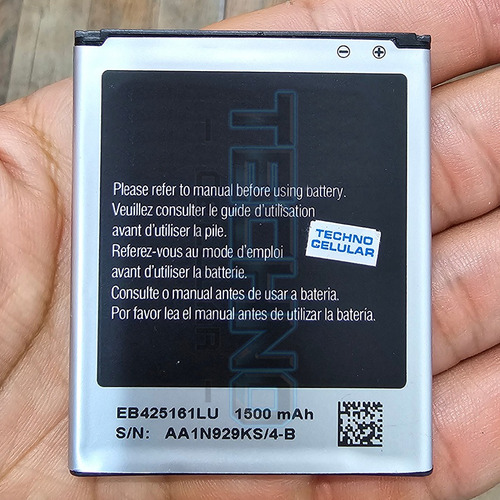 Please refer to manual before using battery.
Veuillez consulter le guide d'utilisation
avant d'utiliser la pile.
Referez-vous au mode d'emploi
avant d'utiliser la batterie.
Consulte o manual antes de usar a bateria.
Por favor lea el manual antes de utilizar la batería.
TECHNO
CELULAR
EB425161LU 1500 mAh
S/N: AA1N929KS/4-B
TECHNO